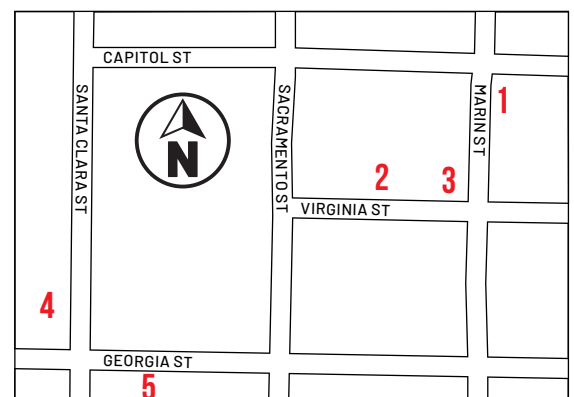 CAPITOL ST
SANTA CLARA ST
SACRAMENTO ST
MARIN ST
1
N
2
3
VIRGINIA ST
4
GEORGIA ST
5